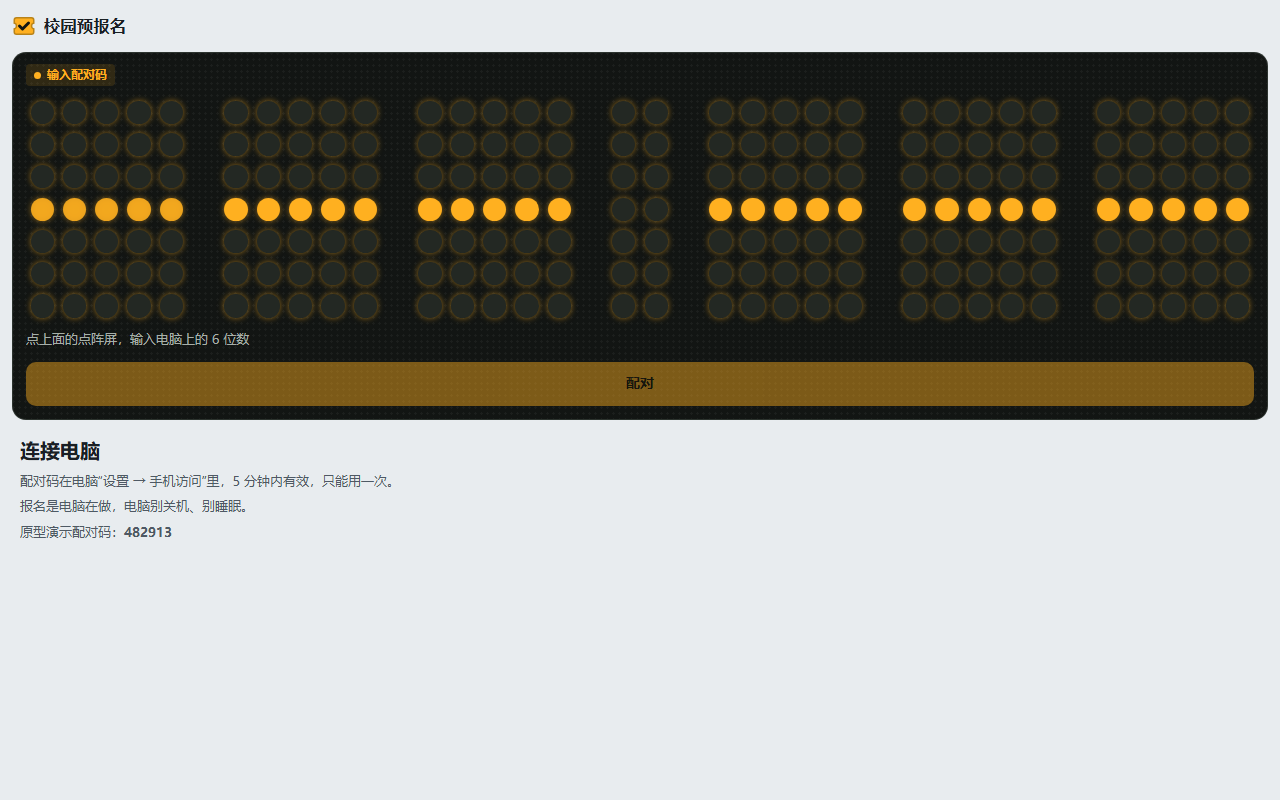 校园预报名
输入配对码
点上面的点阵屏，输入电脑上的 6 位数
配对
连接电脑
配对码在电脑“设置 → 手机访问”里，5 分钟内有效，只能用一次。
报名是电脑在做，电脑别关机、别睡眠。
原型演示配对码：482913